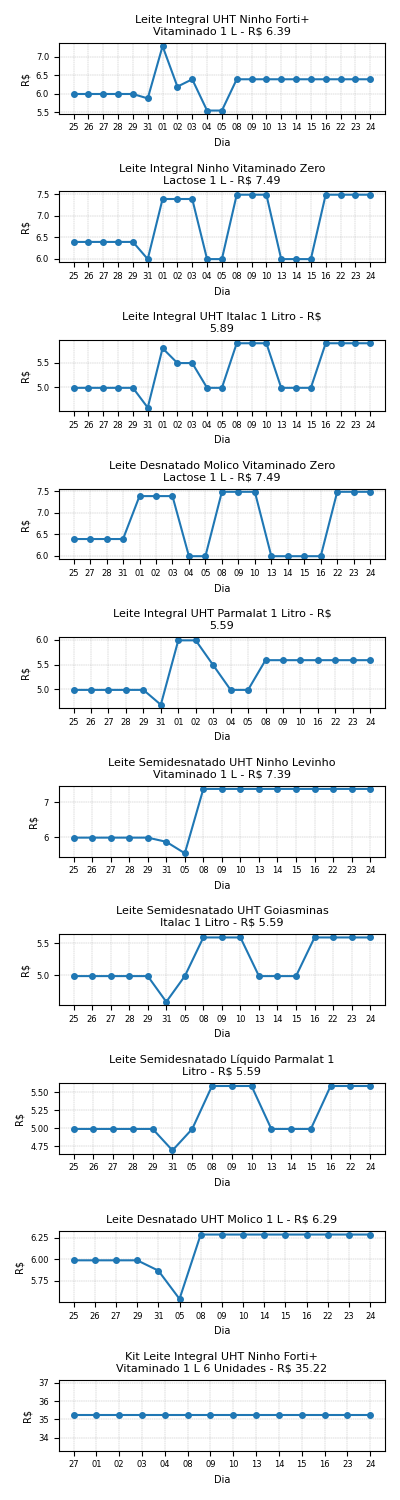 Leite Integral UHT Ninho Forti+
Vitaminado 1 L - R$ 6.39
7.0
6.5
6.0
5.5
R$
25 26 27 28 29 31 01 02 03 04 05 08 09 10 13 14 15 16 22 23 24
Dia
Leite Integral Ninho Vitaminado Zero
Lactose 1 L - R$ 7.49
7.5
7.0
6.5
6.0
R$
25 26 27 28 29 31 01 02 03 04 05 08 09 10 13 14 15 16 22 23 24
Dia
Leite Integral UHT Italac 1 Litro - R$
5.89
5.5
5.0
R$
25 26 27 28 29 31 01 02 03 04 05 08 09 10 13 14 15 16 22 23 24
Dia
Leite Desnatado Molico Vitaminado Zero
Lactose 1 L - R$ 7.49
7.5
7.0
6.5
6.0
R$
25 27 28 31 01 02 03 04 05 08 09 10 13 14 15 16 22 23 24
Dia
Leite Integral UHT Parmalat 1 Litro - R$
5.59
6.0
5.5
5.0
R$
25 26 27 28 29 31 01 02 03 04 05 08 09 10 16 22 23 24
Dia
Leite Semidesnatado UHT Ninho Levinho
Vitaminado 1 L - R$ 7.39
7
6
R$
25 26 27 28 29 31 05 08 09 10 13 14 15 16 22 23 24
Dia
Leite Semidesnatado UHT Goiasminas
Italac 1 Litro - R$ 5.59
5.5
5.0
R$
25 26 27 28 29 31 05 08 09 10 13 14 15 16 22 23 24
Dia
Leite Semidesnatado Líquido Parmalat 1
Litro - R$ 5.59
5.50
5.25
5.00
4.75
R$
25 26 27 28 29 31 05 08 09 10 13 14 15 16 22 24
Dia
Leite Desnatado UHT Molico 1 L - R$ 6.29
6.25
6.00
5.75
R$
25 26 27 29 31 05 08 09 10 14 15 16 22 23 24
Dia
Kit Leite Integral UHT Ninho Forti+
Vitaminado 1 L 6 Unidades - R$ 35.22
37
36
35
34
R$
27 01 02 03 04 08 09 10 13 14 15 16 23 24
Dia